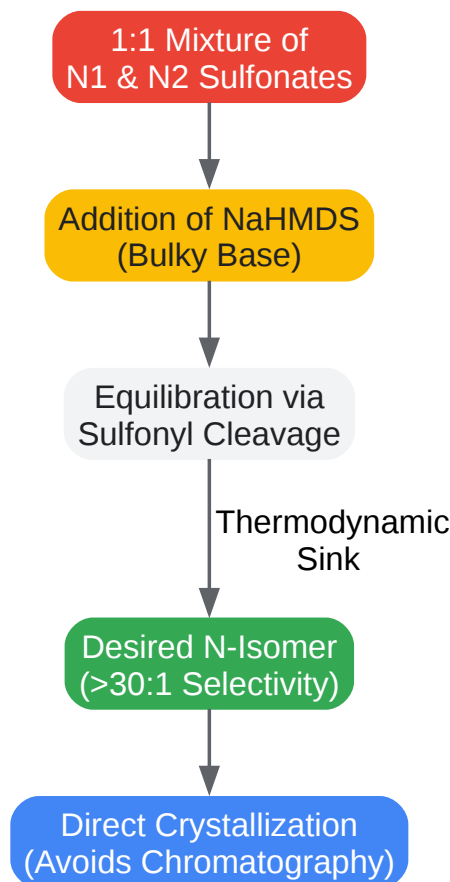 1:1 Mixture of
N1 & N2 Sulfonates
Addition of NaHMDS
(Bulky Base)
Equilibration via
Sulfonyl Cleavage
Thermodynamic
Sink
Desired N-Isomer
(>30:1 Selectivity)
Direct Crystallization
(Avoids Chromatography)